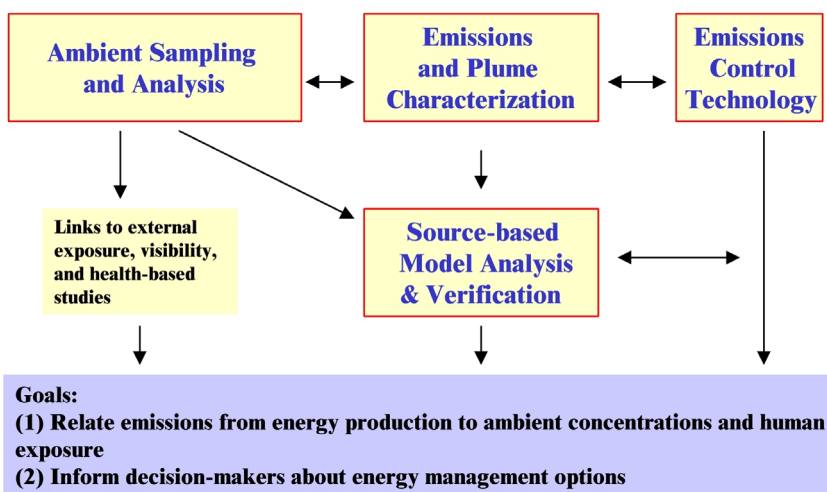 Ambient Sampling
and Analysis
Emissions
and Plume
Characterization
Emissions
Control
Technology
Links to external
exposure, visibility,
and health-based
studies
Source-based
Model Analysis
& Verification
Goals:
(1) Relate emissions from energy production to ambient concentrations and human
exposure
(2) Inform decision-makers about energy management options